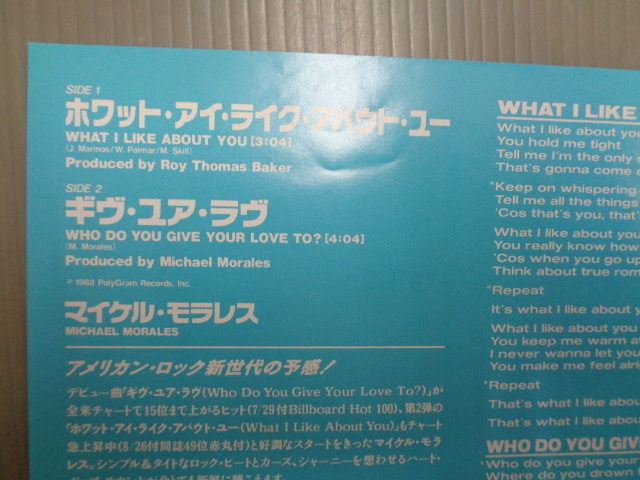 SIDE 1
ホワット・アイ・ライク・アバウト・ユー
WHAT I LIKE ABOUT YOU [3:04]
(J. Marinos/W. Palmar/M. Skill)
Produced by Roy Thomas Baker
SIDE 2
ギヴ・ユア・ラヴ
WHO DO YOU GIVE YOUR LOVE TO? [4:04]
(M. Morales)
Produced by Michael Morales
℗ 1988 PolyGram Records, Inc.
マイケル・モラレス
MICHAEL MORALES
アメリカン・ロック新世代の予感!
デビュー曲「ギヴ・ユア・ラヴ(Who Do You Give Your Love To?)」が
全米チャートで15位まで上がるヒット(7/29付Billboard Hot 100)、第2弾の
「ホワット・アイ・ライク・アバウト・ユー(What I Like About You)」もチャート
急上昇中(8/26付同誌49位赤丸付)と好調なスタートをきったマイケル・モラ
レス。シンプル&タイトなロック・ビートとカーズ、ジャーニーを想わせるハード・
WHAT I LIKE
What I like about you
You hold me tight
Tell me I'm the only
That's gonna come
*Keep on whispering
Tell me all the things
'Cos that's you, that'
What I like about you
You really know how
'Cos when you go up
Think about true rom
*Repeat
It's what I like about y
What I like about you
You keep me warm a
I never wanna let you
You make me feel alri
*Repeat
That's what I like about
That's what I like about
WHO DO YOU GIV
Who do you give your
Where do you drown